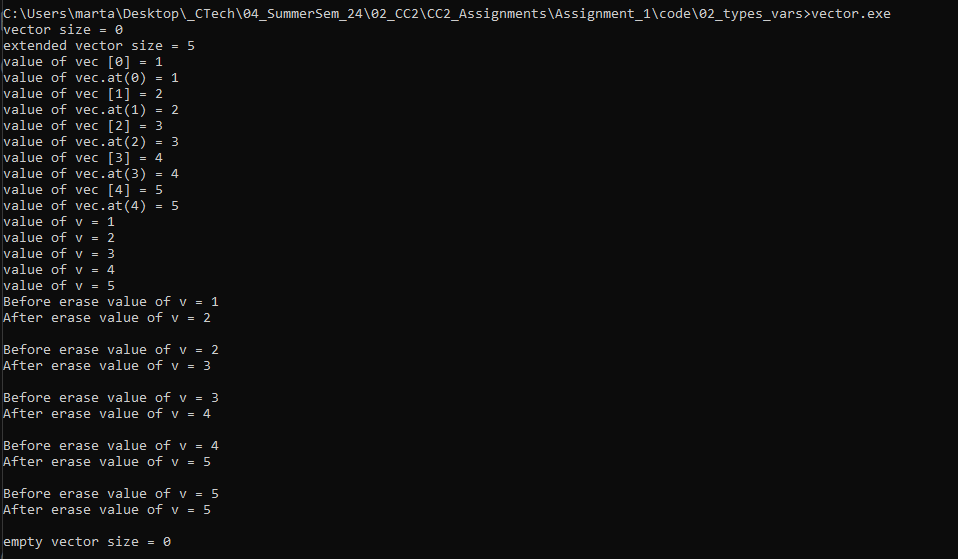 C:\Users\marta\Desktop\_CTech\04_SummerSem_24\02_CC2\CC2_Assignments\Assignment_1\code\02_types_vars>vector.exe
vector size = 0
extended vector size = 5
value of vec [0] = 1
value of vec.at(0) = 1
value of vec [1] = 2
value of vec.at(1) = 2
value of vec [2] = 3
value of vec.at(2) = 3
value of vec [3] = 4
value of vec.at(3) = 4
value of vec [4] = 5
value of vec.at(4) = 5
value of v = 1
value of v = 2
value of v = 3
value of v = 4
value of v = 5
Before erase value of v = 1
After erase value of v = 2

Before erase value of v = 2
After erase value of v = 3

Before erase value of v = 3
After erase value of v = 4

Before erase value of v = 4
After erase value of v = 5

Before erase value of v = 5
After erase value of v = 5

empty vector size = 0